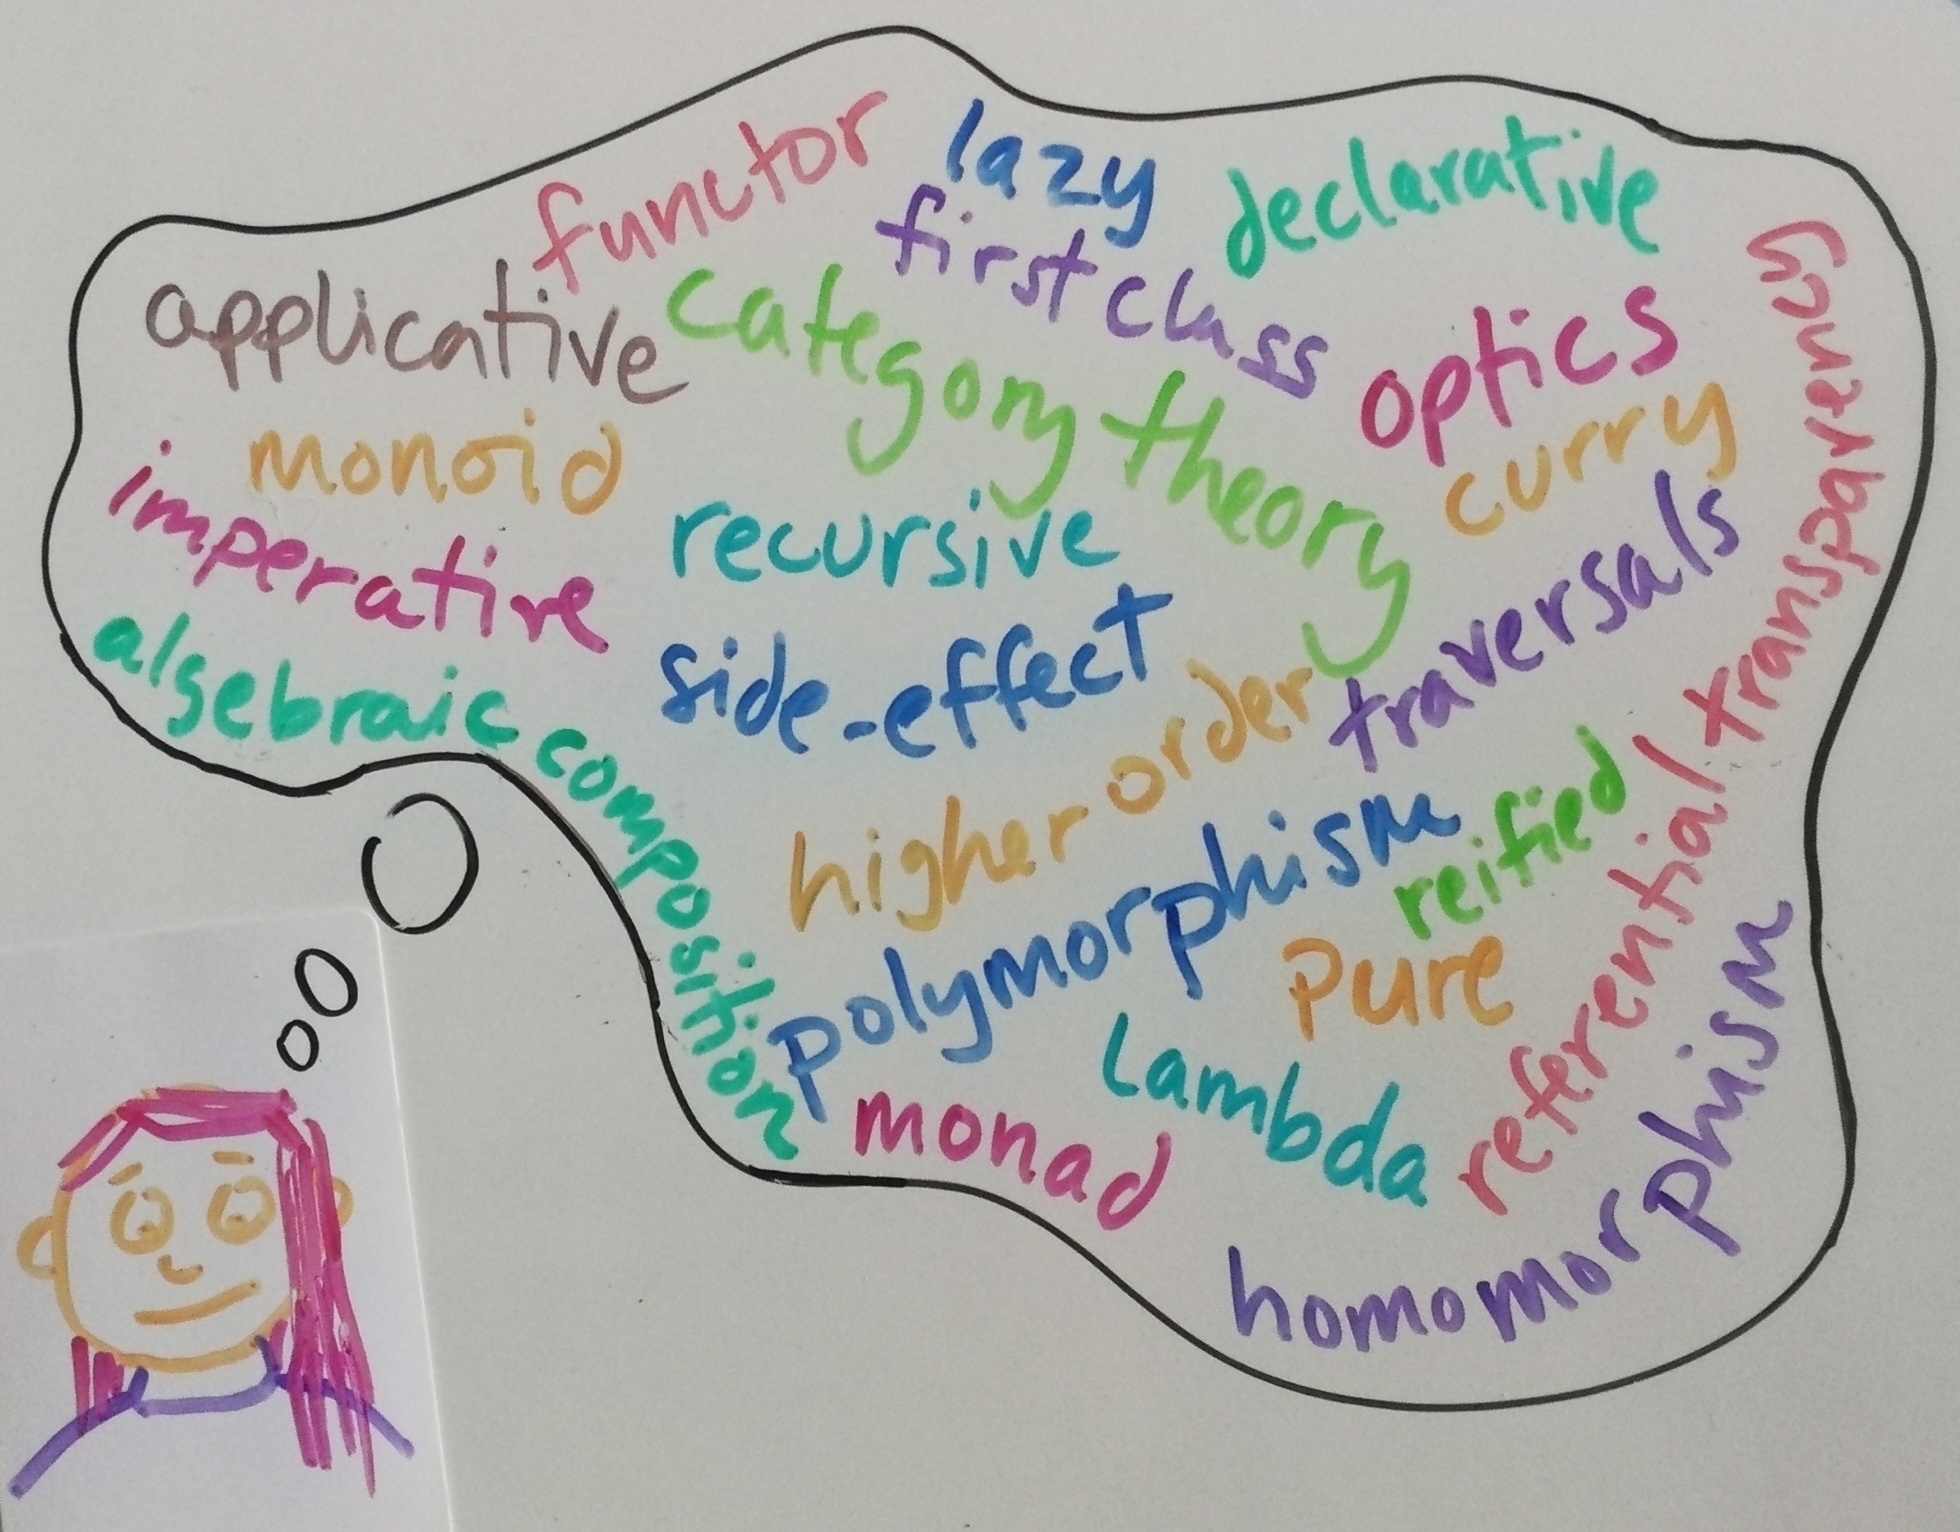 functor
lazy
declarative
first class
applicative
category theory
optics
monoid
curry
imperative
recursive
traversals
algebraic composition
side-effect
higher order
referential transparency
polymorphism
reified
pure
lambda
monad
homomorphism